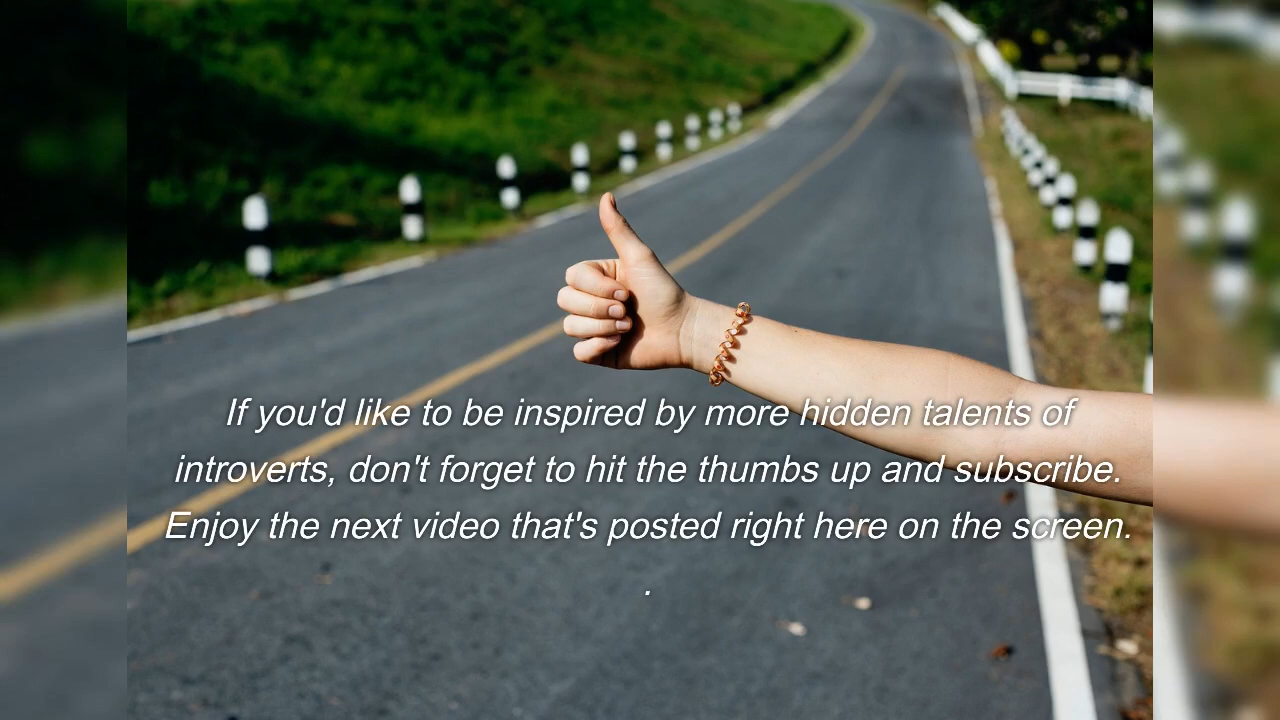 If you'd like to be inspired by more hidden talents of
introverts, don't forget to hit the thumbs up and subscribe.
Enjoy the next video that's posted right here on the screen.
.